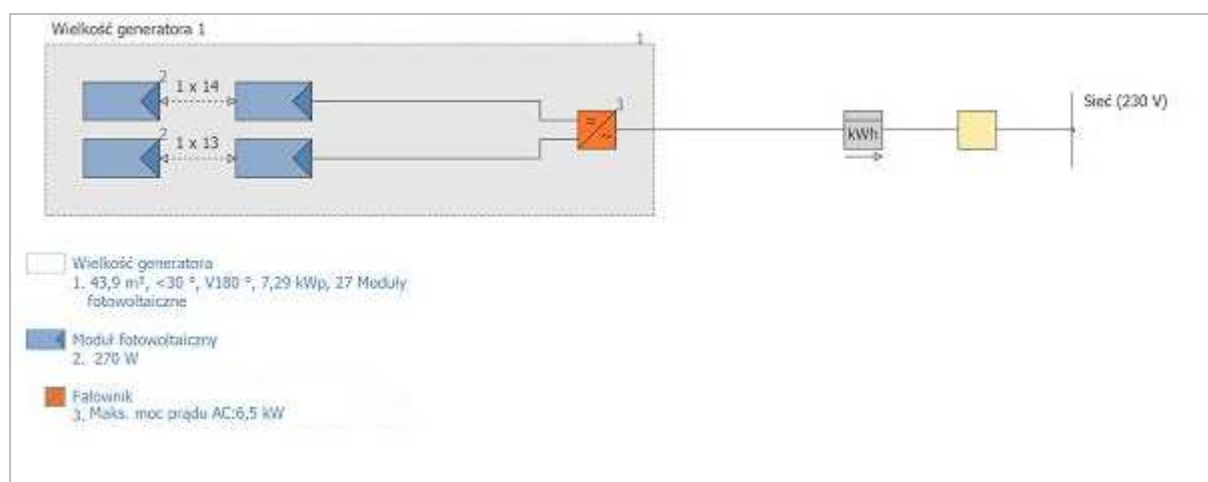 Wielkość generatora 1
1
2
1 x 14
3
Sieć (230 V)
2
kWh
1 x 13
= ~
Wielkość generatora
1. 43,9 m², <30 °, V180 °, 7,29 kWp, 27 Moduły
fotowoltaiczne
Moduł fotowoltaiczny
2. 270 W
Falownik
3. Maks. moc prądu AC:6,5 kW